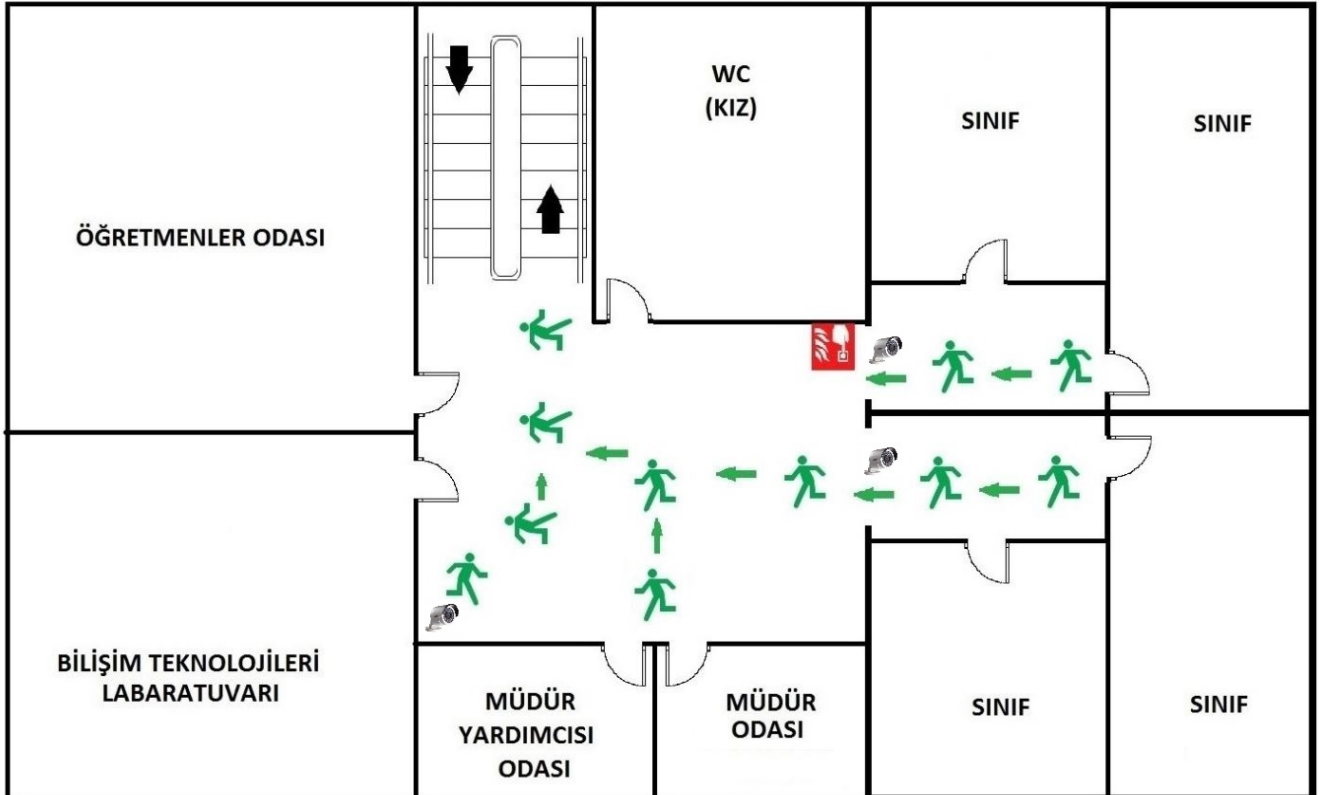 WC
(KIZ)
SINIF
SINIF
ÖĞRETMENLER ODASI
BİLİŞİM TEKNOLOJİLERİ
LABARATUVARI
MÜDÜR
YARDIMCISI
ODASI
MÜDÜR
ODASI
SINIF
SINIF